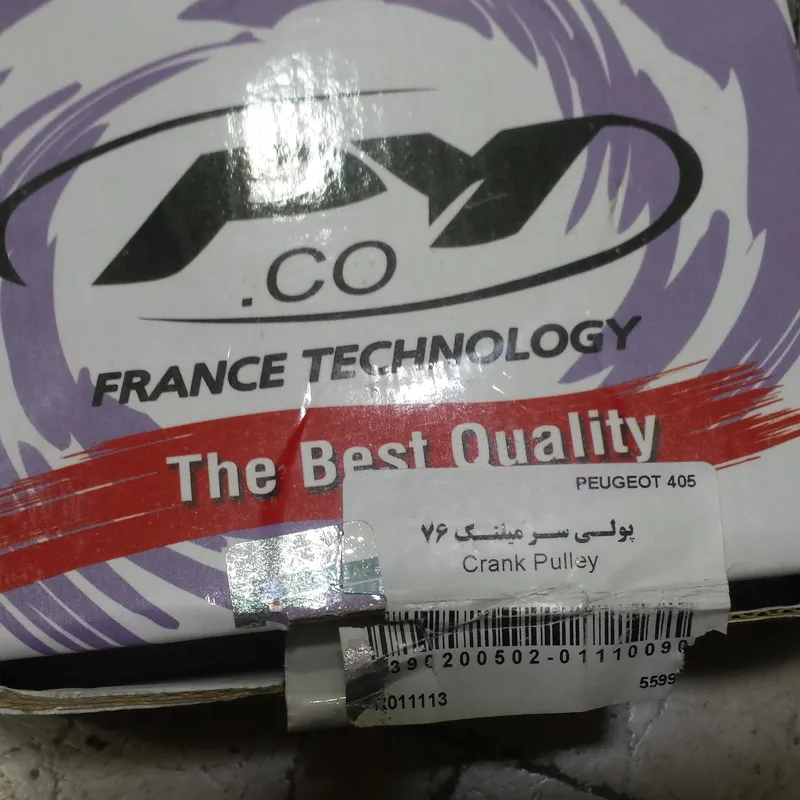 .CO
FRANCE TECHNOLOGY
The Best Quality
PEUGEOT 405
پولی سر میلنگ ۷۶
Crank Pulley
390200502-01110090
011113
5599